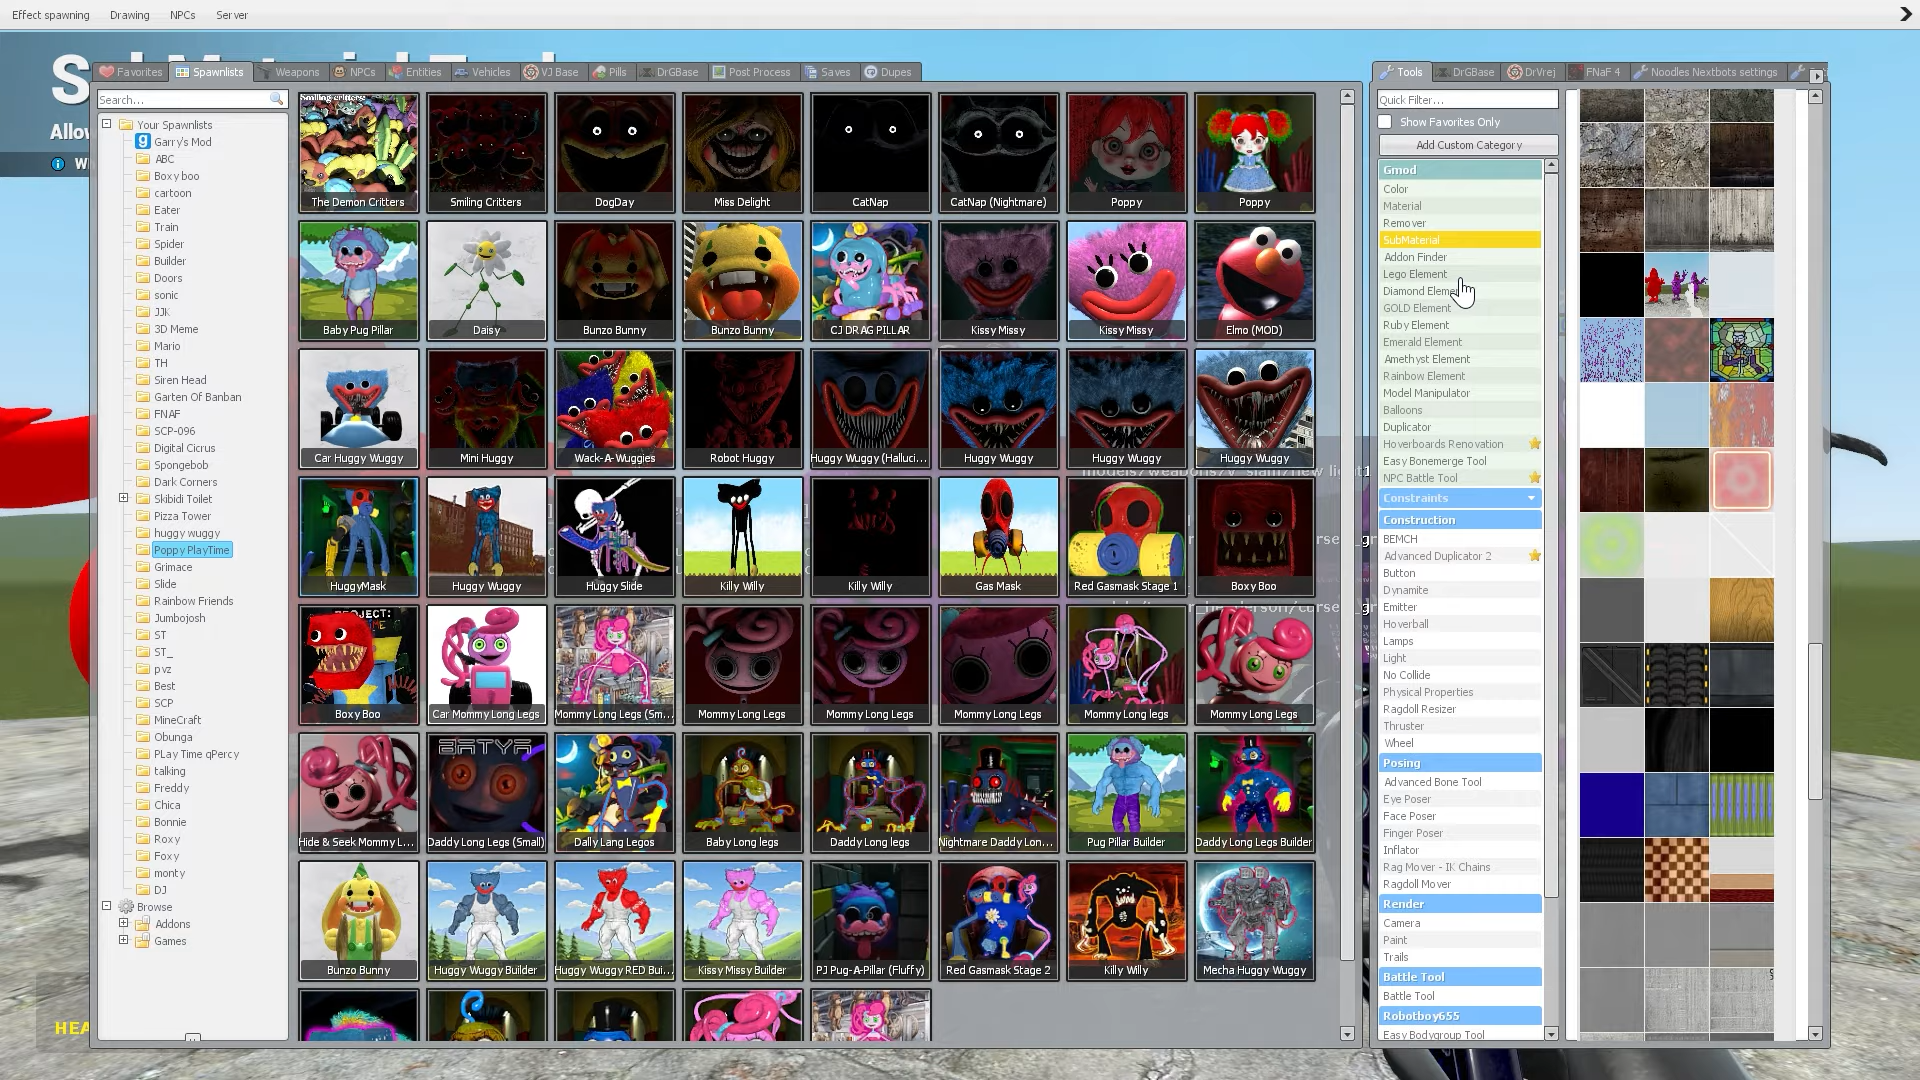 Effect spawning Drawing NPCs Server
Allow
Favorites Spawnlists Weapons NPCs Entities Vehicles VJ Base Pills DrGBase Post Process Saves Dupes
Search...
Your Spawnlists
Garry's Mod
ABC
Boxy boo
cartoon
Eater
Train
Spider
Builder
Doors
sonic
JJK
3D Meme
Mario
TH
Siren Head
Garten Of Banban
FNAF
SCP-096
Digital Cicrus
Spongebob
Dark Corners
Skibidi Toilet
Pizza Tower
huggy wuggy
Poppy PlayTime
Grimace
Slide
Rainbow Friends
Jumbojosh
ST
ST_
pvz
Best
SCP
MineCraft
Obunga
PLay Time qPercy
talking
Freddy
Chica
Bonnie
Roxy
Foxy
monty
DJ
Browse
Addons
Games
HEA
Smiling critters:
The Demon Critters Smiling Critters DogDay Miss Delight CatNap CatNap (Nightmare) Poppy Poppy
Baby Pug Pillar Daisy Bunzo Bunny Bunzo Bunny CJ DRAG PILLAR Kissy Missy Kissy Missy Elmo (MOD)
Car Huggy Wuggy Mini Huggy Wack-A-Wuggies Robot Huggy Huggy Wuggy (Halluci... Huggy Wuggy Huggy Wuggy Huggy Wuggy
HuggyMask Huggy Wuggy Huggy Slide Killy Willy Killy Willy Gas Mask Red Gasmask Stage 1 Boxy Boo
PROJECT:
Boxy Boo Car Mommy Long Legs Mommy Long Legs (Sm... Mommy Long Legs Mommy Long Legs Mommy Long Legs Mommy Long legs Mommy Long Legs
Hide & Seek Mommy L... Daddy Long Legs (Small) Dally Lang Legos Baby Long legs Daddy Long legs Nightmare Daddy Lon... Pug Pillar Builder Daddy Long Legs Builder
Bunzo Bunny Huggy Wuggy Builder Huggy Wuggy RED Bui... Kissy Missy Builder PJ Pug-A-Pillar (Fluffy) Red Gasmask Stage 2 Killy Willy Mecha Huggy Wuggy
Tools DrGBase DrVrej FNaF 4 Noodles Nextbots settings
Quick Filter...
Show Favorites Only
Add Custom Category
Gmod
Color
Material
Remover
SubMaterial
Addon Finder
Lego Element
Diamond Elem
GOLD Element
Ruby Element
Emerald Element
Amethyst Element
Rainbow Element
Model Manipulator
Balloons
Duplicator
Hoverboards Renovation
Easy Bonemerge Tool
NPC Battle Tool
Constraints
Construction
BEMCH
Advanced Duplicator 2
Button
Dynamite
Emitter
Hoverball
Lamps
Light
No Collide
Physical Properties
Ragdoll Resizer
Thruster
Wheel
Posing
Advanced Bone Tool
Eye Poser
Face Poser
Finger Poser
Inflator
Rag Mover - IK Chains
Ragdoll Mover
Render
Camera
Paint
Trails
Battle Tool
Battle Tool
Robotboy655
Easy Bodygroup Tool